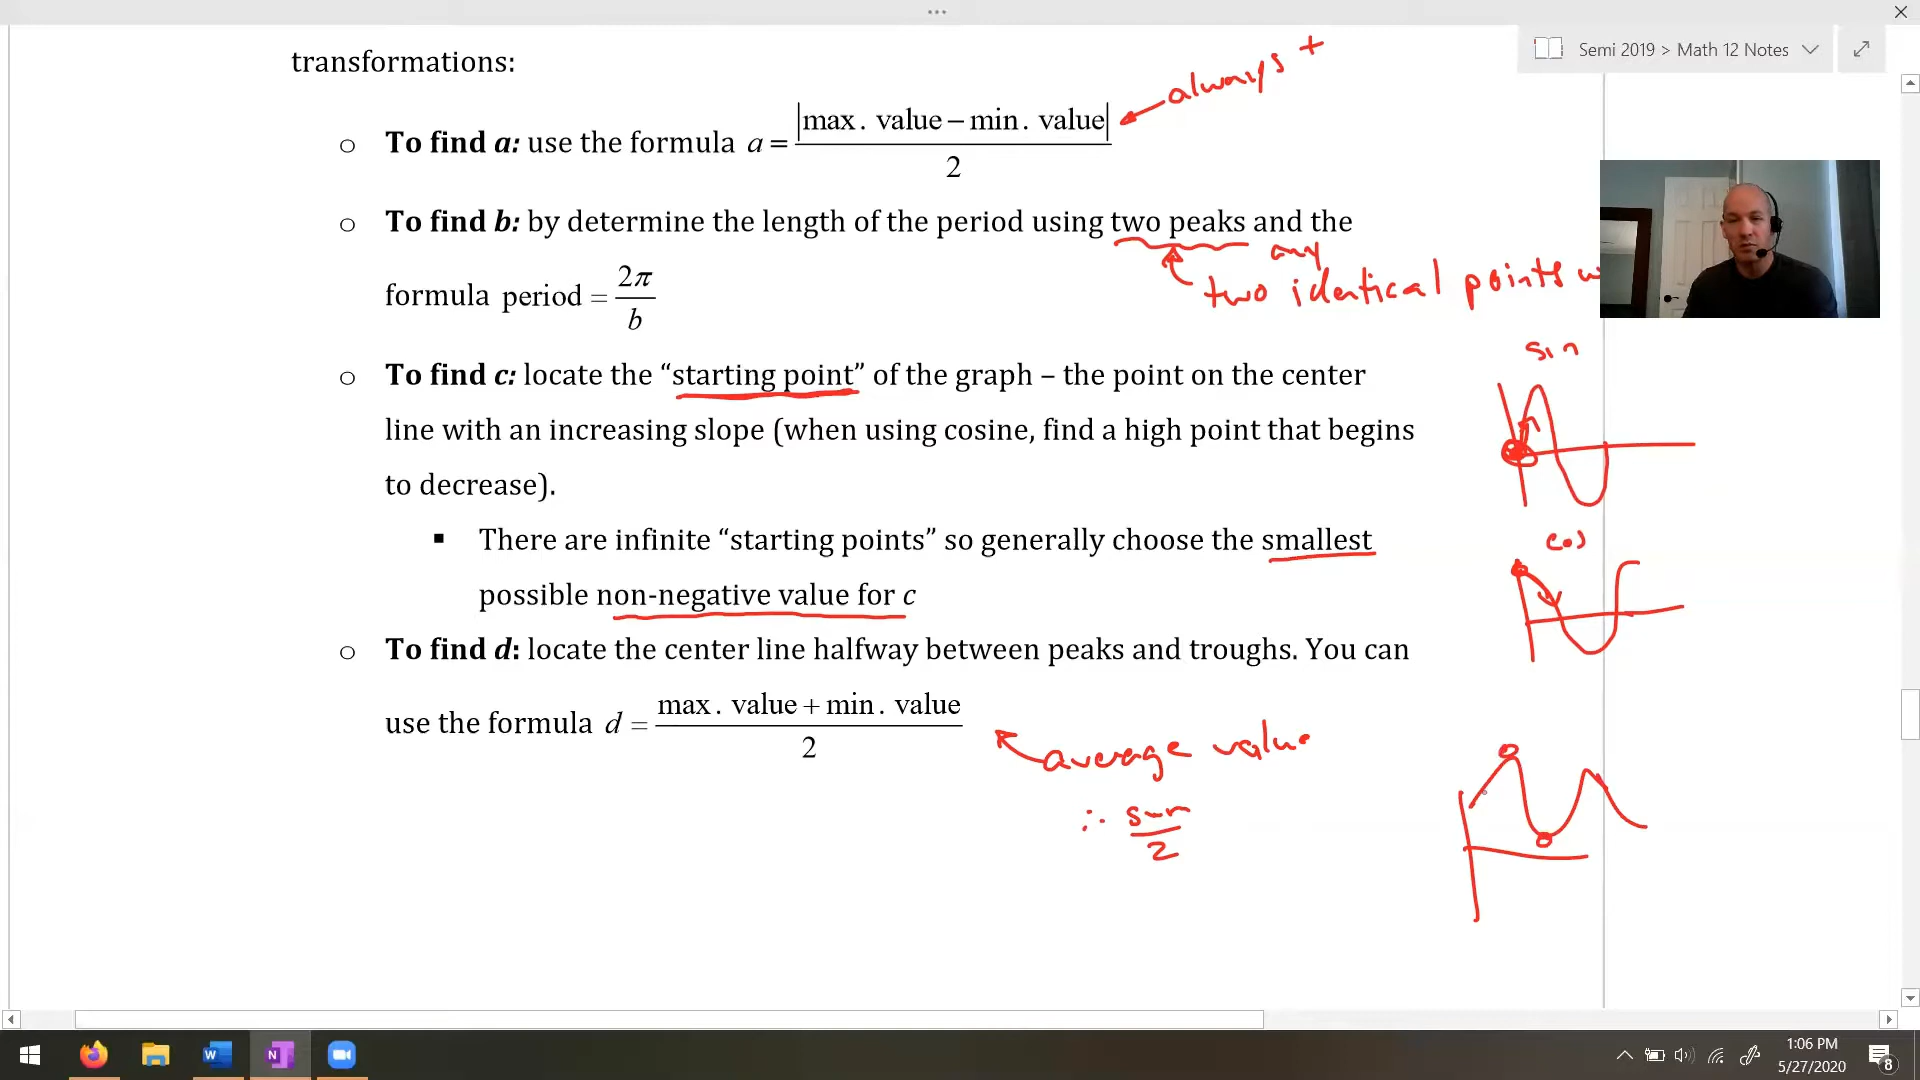 Semi 2019 > Math 12 Notes
transformations:
always +
o To find a: use the formula a = |max. value − min. value| / 2
o To find b: by determine the length of the period using two peaks and the
any
two identical points w
formula period = 2π / b
sin
o To find c: locate the “starting point” of the graph – the point on the center
line with an increasing slope (when using cosine, find a high point that begins
to decrease).
cos
▪ There are infinite “starting points” so generally choose the smallest
possible non-negative value for c
o To find d: locate the center line halfway between peaks and troughs. You can
use the formula d = max. value + min. value / 2
average value
∴ sum / 2
1:06 PM
5/27/2020
8